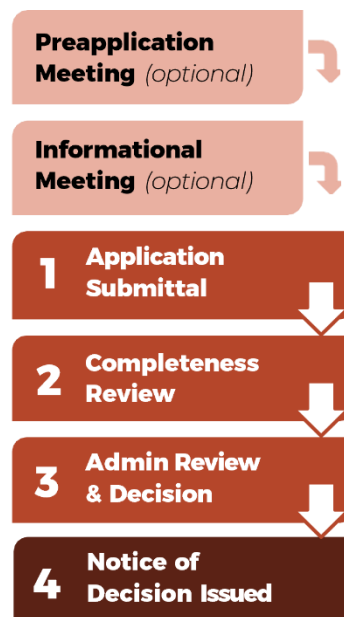 Preapplication
Meeting (optional)
Informational
Meeting (optional)
1 Application
Submittal
2 Completeness
Review
3 Admin Review
& Decision
4 Notice of
Decision Issued